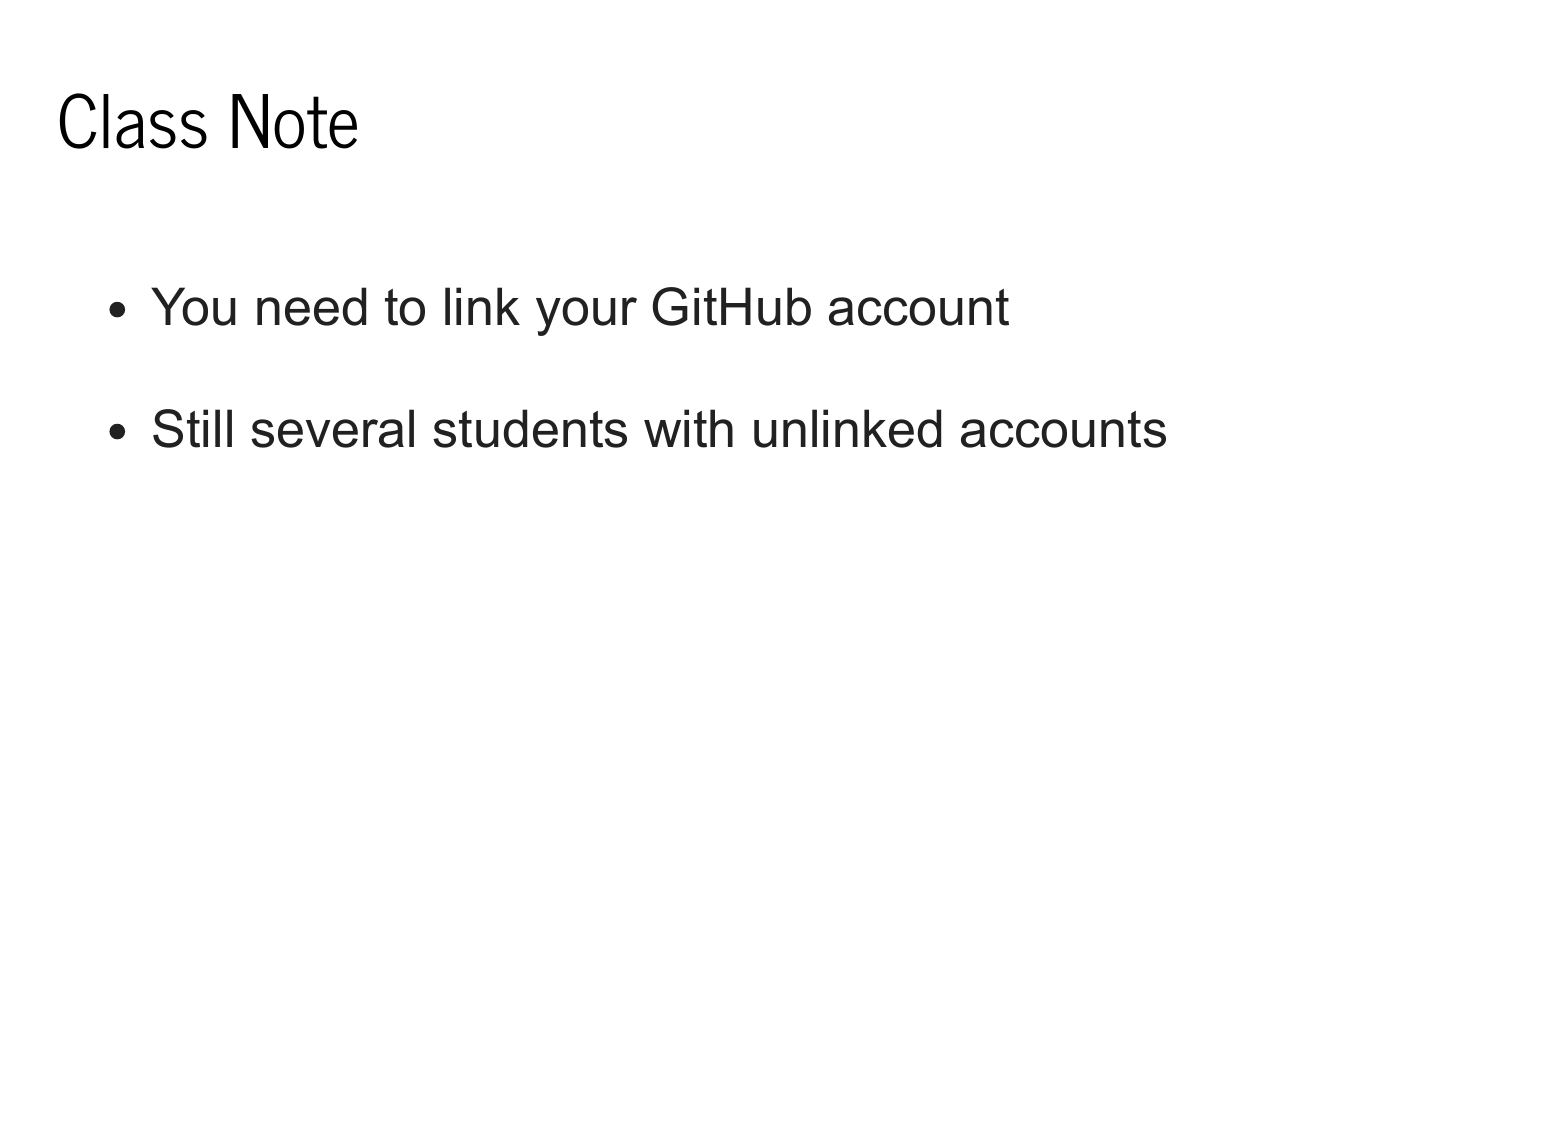 Class Note
• You need to link your GitHub account
• Still several students with unlinked accounts